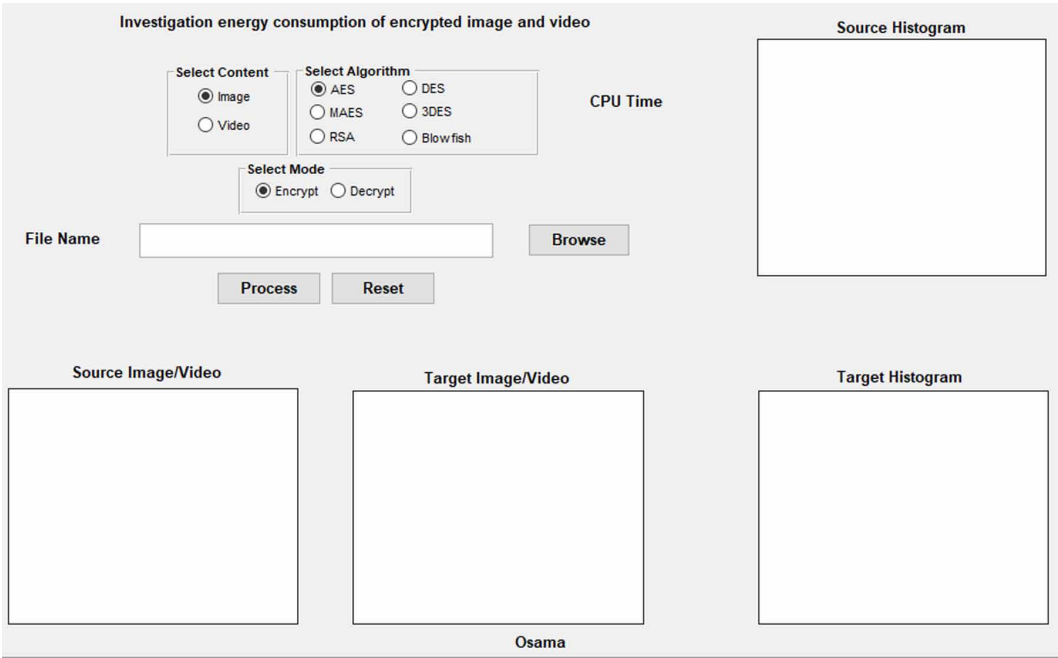 Investigation energy consumption of encrypted image and video
Source Histogram
Select Content
Image
Video
Select Algorithm
AES
DES
MAES
3DES
RSA
Blowfish
CPU Time
Select Mode
Encrypt
Decrypt
File Name
Browse
Process
Reset
Source Image/Video
Target Image/Video
Target Histogram
Osama